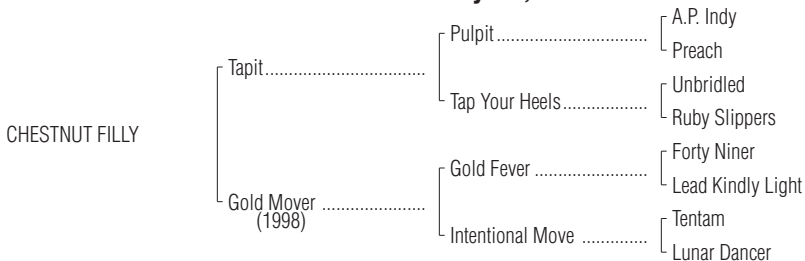 A.P. Indy
Pulpit..................................
Preach
Tapit....................................
Unbridled
Tap Your Heels...................
Ruby Slippers
CHESTNUT FILLY
Forty Niner
Gold Fever .........................
Lead Kindly Light
Gold Mover .......................
(1998)
Tentam
Intentional Move ..............
Lunar Dancer